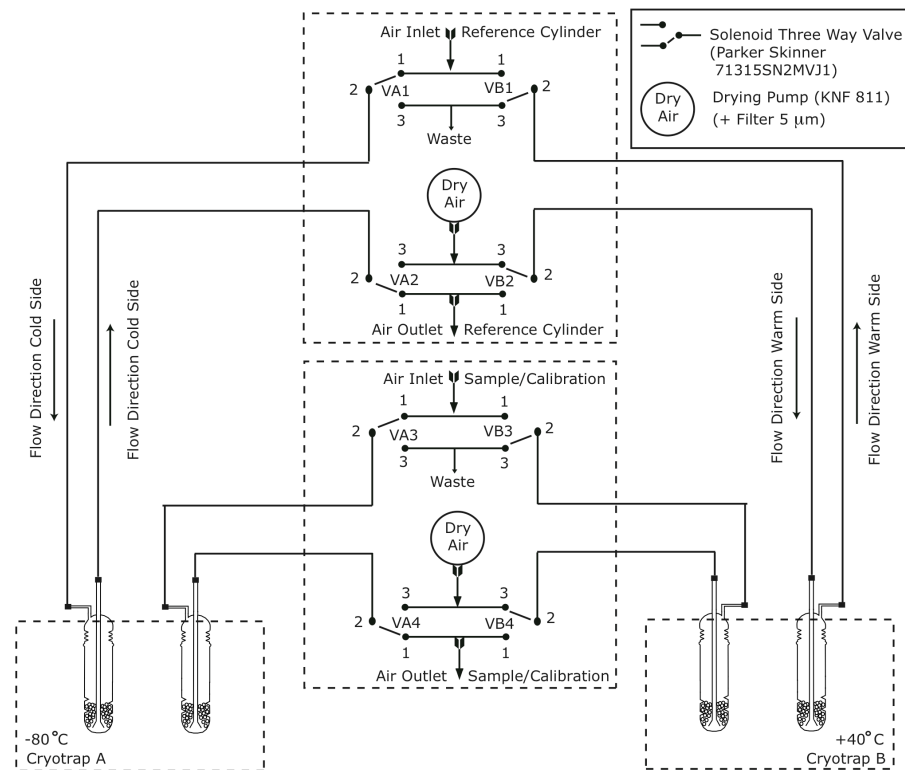 Air Inlet Reference Cylinder
1 1
2 VA1 VB1 2
3 3
Waste
Dry
Air
3 3
2 VA2 VB2 2
1 1
Air Outlet Reference Cylinder
Solenoid Three Way Valve
(Parker Skinner
71315SN2MVJ1)
Dry
Air
Drying Pump (KNF 811)
(+ Filter 5 μm)
Flow Direction Cold Side
Flow Direction Cold Side
Flow Direction Warm Side
Flow Direction Warm Side
Air Inlet Sample/Calibration
1 1
2 VA3 VB3 2
3 3
Waste
Dry
Air
3 3
2 VA4 VB4 2
1 1
Air Outlet Sample/Calibration
-80°C
Cryotrap A
+40°C
Cryotrap B